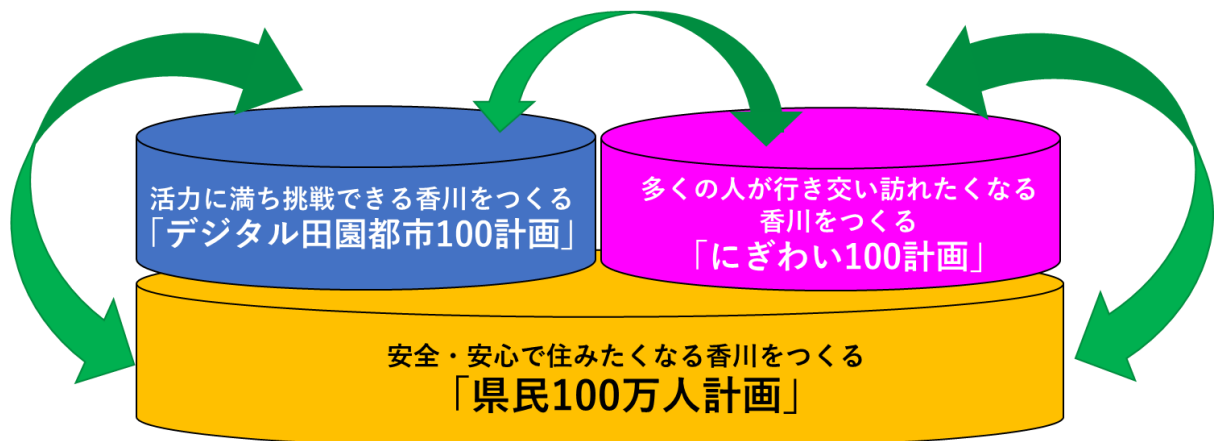 活力に満ち挑戦できる香川をつくる
「デジタル田園都市100計画」
多くの人が行き交い訪れたくなる
香川をつくる
「にぎわい100計画」
安全・安心で住みたくなる香川をつくる
「県民100万人計画」